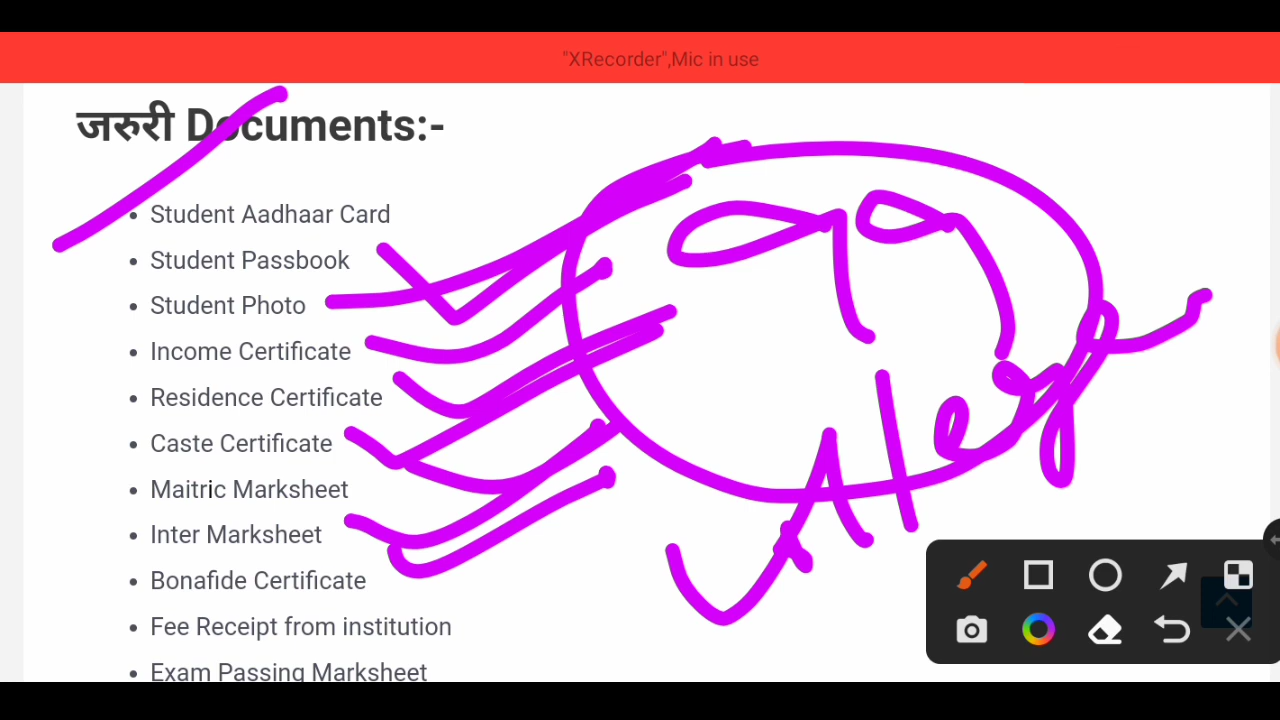 "XRecorder",Mic in use
जरुरी Documents:-
Student Aadhaar Card
Student Passbook
Student Photo
Income Certificate
Residence Certificate
Caste Certificate
Maitric Marksheet
Inter Marksheet
Bonafide Certificate
Fee Receipt from institution
Exam Passing Marksheet